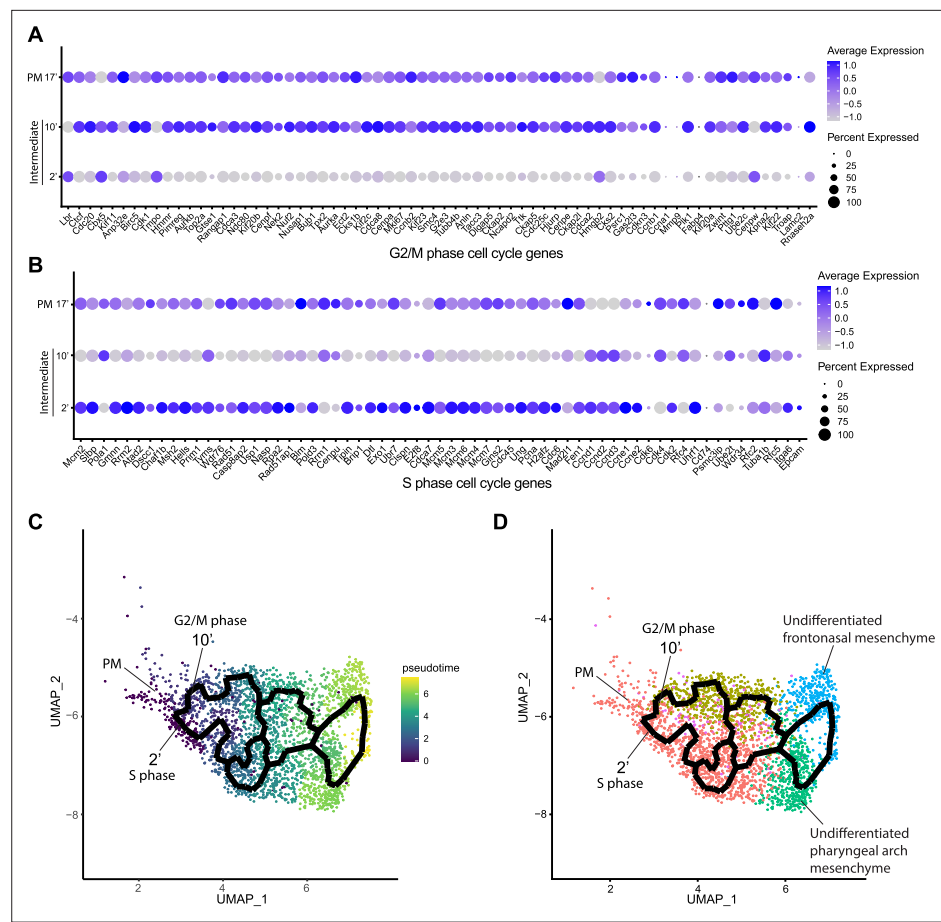 A
PM 17'
10'
Intermediate
2'
Lbr Ctcf Cdc20 Cbx5 Kif11 Anp32e Birc5 Cdk1 Tmpo Hmmr Pimreg Aurkb Top2a Gtse1 Rangap1 Cdca3 Ndc80 Kif20b Cenpf Nek2 Nuf2 Nusap1 Bub1 Tpx2 Aurka Ect2 Cks1b Kif2c Cdca8 Cenpa Mki67 Ccnb2 Kif23 Smc4 G2e3 Tubb4b Anln Tacc3 Dlgap5 Ckap2 Ncapd2 Ttk Ckap5 Cdc25c Hjurp Cenpe Ckap2l Cdca2 Hmgb2 Cks2 Psrc1 Gas2l3 Ccnb1 Ccna1 Mmp9 Plk1 Fabp4 Kif20a Zwint Pttg1 Ube2c Cenpw Kpna2 Kif22 Troap Lamc2 Rnaseh2a
G2/M phase cell cycle genes
Average Expression
1.0
0.5
0.0
−0.5
−1.0
Percent Expressed
0
25
50
75
100
B
PM 17'
10'
Intermediate
2'
Mcm2 Slbp Pola1 Gmnn Rrm2 Atad2 Dscc1 Chaf1b Msh2 Hells Prim1 Tyms Wdr76 Rad51 Casp8ap2 Usp1 Nasp Rpa2 Rad51ap1 Blm Pold3 Rrm1 Cenpu Tipin Brip1 Dtl Exo1 Ubr7 Clspn E2f8 Cdca7 Mcm5 Mcm3 Mcm6 Mcm4 Mcm7 Gins2 Cdc45 Ung Pcna H2afz Cdc6 Mad2l1 Fen1 Ccnd1 Ccnd2 Ccnd3 Ccne1 Ccne2 Cdk6 Cdk4 Cdk2 Rfc4 Uhrf1 Cd74 Psmc3ip Ube2t Wdr34 Rfc2 Tuba1b Rfc5 Itga6 Epcam
S phase cell cycle genes
Average Expression
1.0
0.5
0.0
−0.5
−1.0
Percent Expressed
0
25
50
75
100
C
UMAP_2
−4
−6
−8
2 4 6
UMAP_1
G2/M phase
10'
PM
2'
S phase
pseudotime
6
4
2
0
D
UMAP_2
−4
−6
−8
2 4 6
UMAP_1
G2/M phase
10'
PM
2'
S phase
Undifferentiated
frontonasal mesenchyme
Undifferentiated
pharyngeal arch
mesenchyme